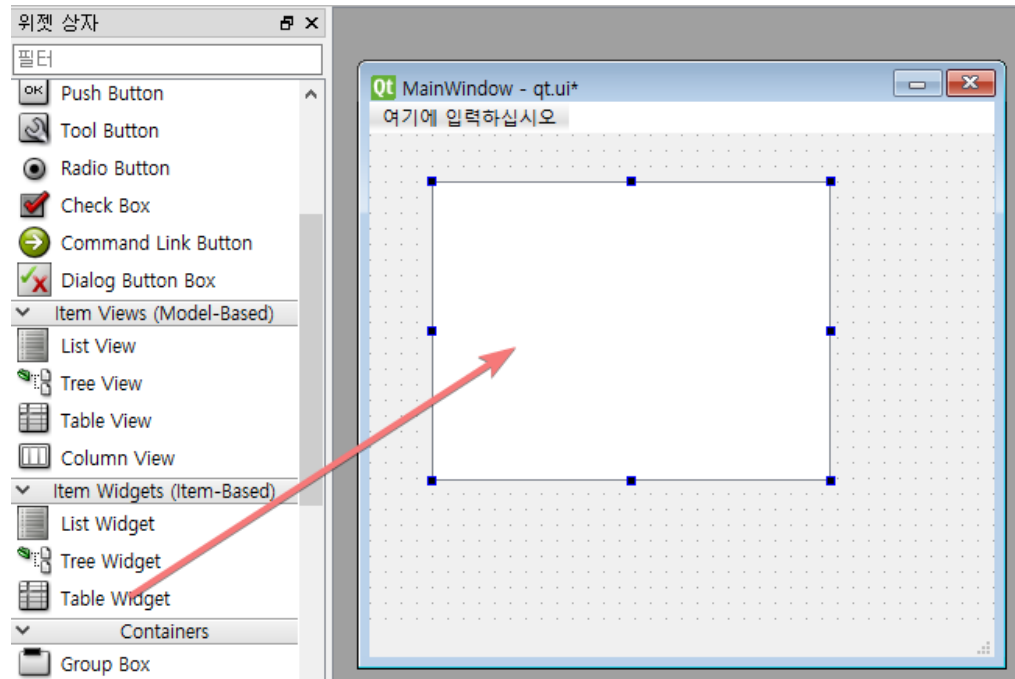 위젯 상자
필터
OK Push Button
Tool Button
Radio Button
Check Box
Command Link Button
Dialog Button Box
Item Views (Model-Based)
List View
Tree View
Table View
Column View
Item Widgets (Item-Based)
List Widget
Tree Widget
Table Widget
Containers
Group Box
Qt MainWindow - qt.ui*
여기에 입력하십시오